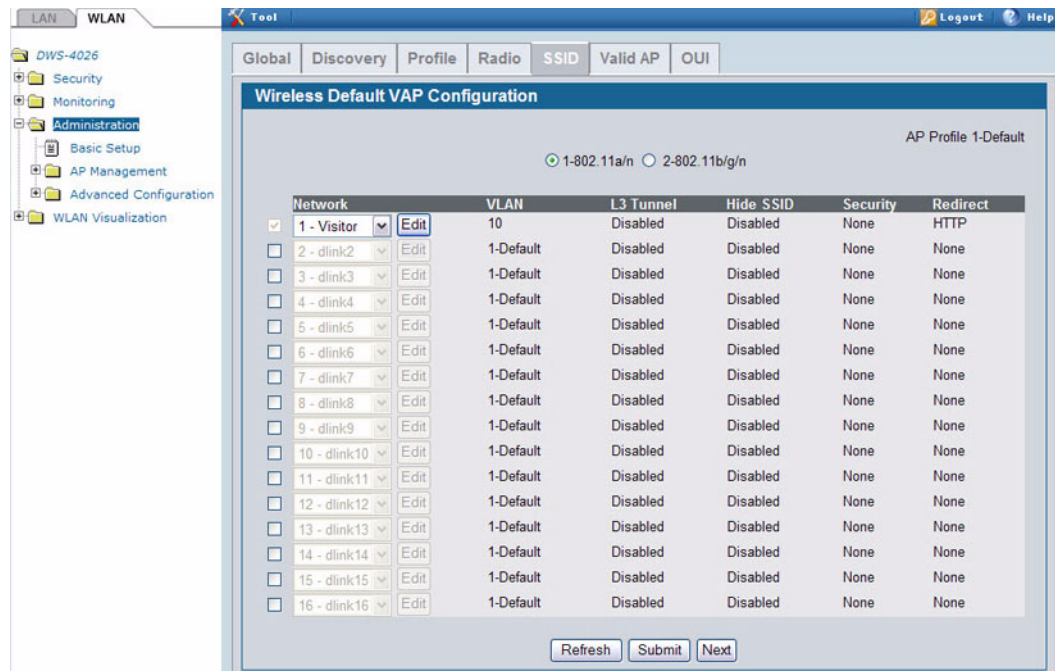 LAN WLAN
Tool Logout Help
DWS-4026
Security
Monitoring
Administration
Basic Setup
AP Management
Advanced Configuration
WLAN Visualization
Global Discovery Profile Radio SSID Valid AP OUI
Wireless Default VAP Configuration
AP Profile 1-Default
1-802.11a/n 2-802.11b/g/n
Network VLAN L3 Tunnel Hide SSID Security Redirect
1 - Visitor Edit 10 Disabled Disabled None HTTP
2 - dlink2 Edit 1-Default Disabled Disabled None None
3 - dlink3 Edit 1-Default Disabled Disabled None None
4 - dlink4 Edit 1-Default Disabled Disabled None None
5 - dlink5 Edit 1-Default Disabled Disabled None None
6 - dlink6 Edit 1-Default Disabled Disabled None None
7 - dlink7 Edit 1-Default Disabled Disabled None None
8 - dlink8 Edit 1-Default Disabled Disabled None None
9 - dlink9 Edit 1-Default Disabled Disabled None None
10 - dlink10 Edit 1-Default Disabled Disabled None None
11 - dlink11 Edit 1-Default Disabled Disabled None None
12 - dlink12 Edit 1-Default Disabled Disabled None None
13 - dlink13 Edit 1-Default Disabled Disabled None None
14 - dlink14 Edit 1-Default Disabled Disabled None None
15 - dlink15 Edit 1-Default Disabled Disabled None None
16 - dlink16 Edit 1-Default Disabled Disabled None None
Refresh Submit Next